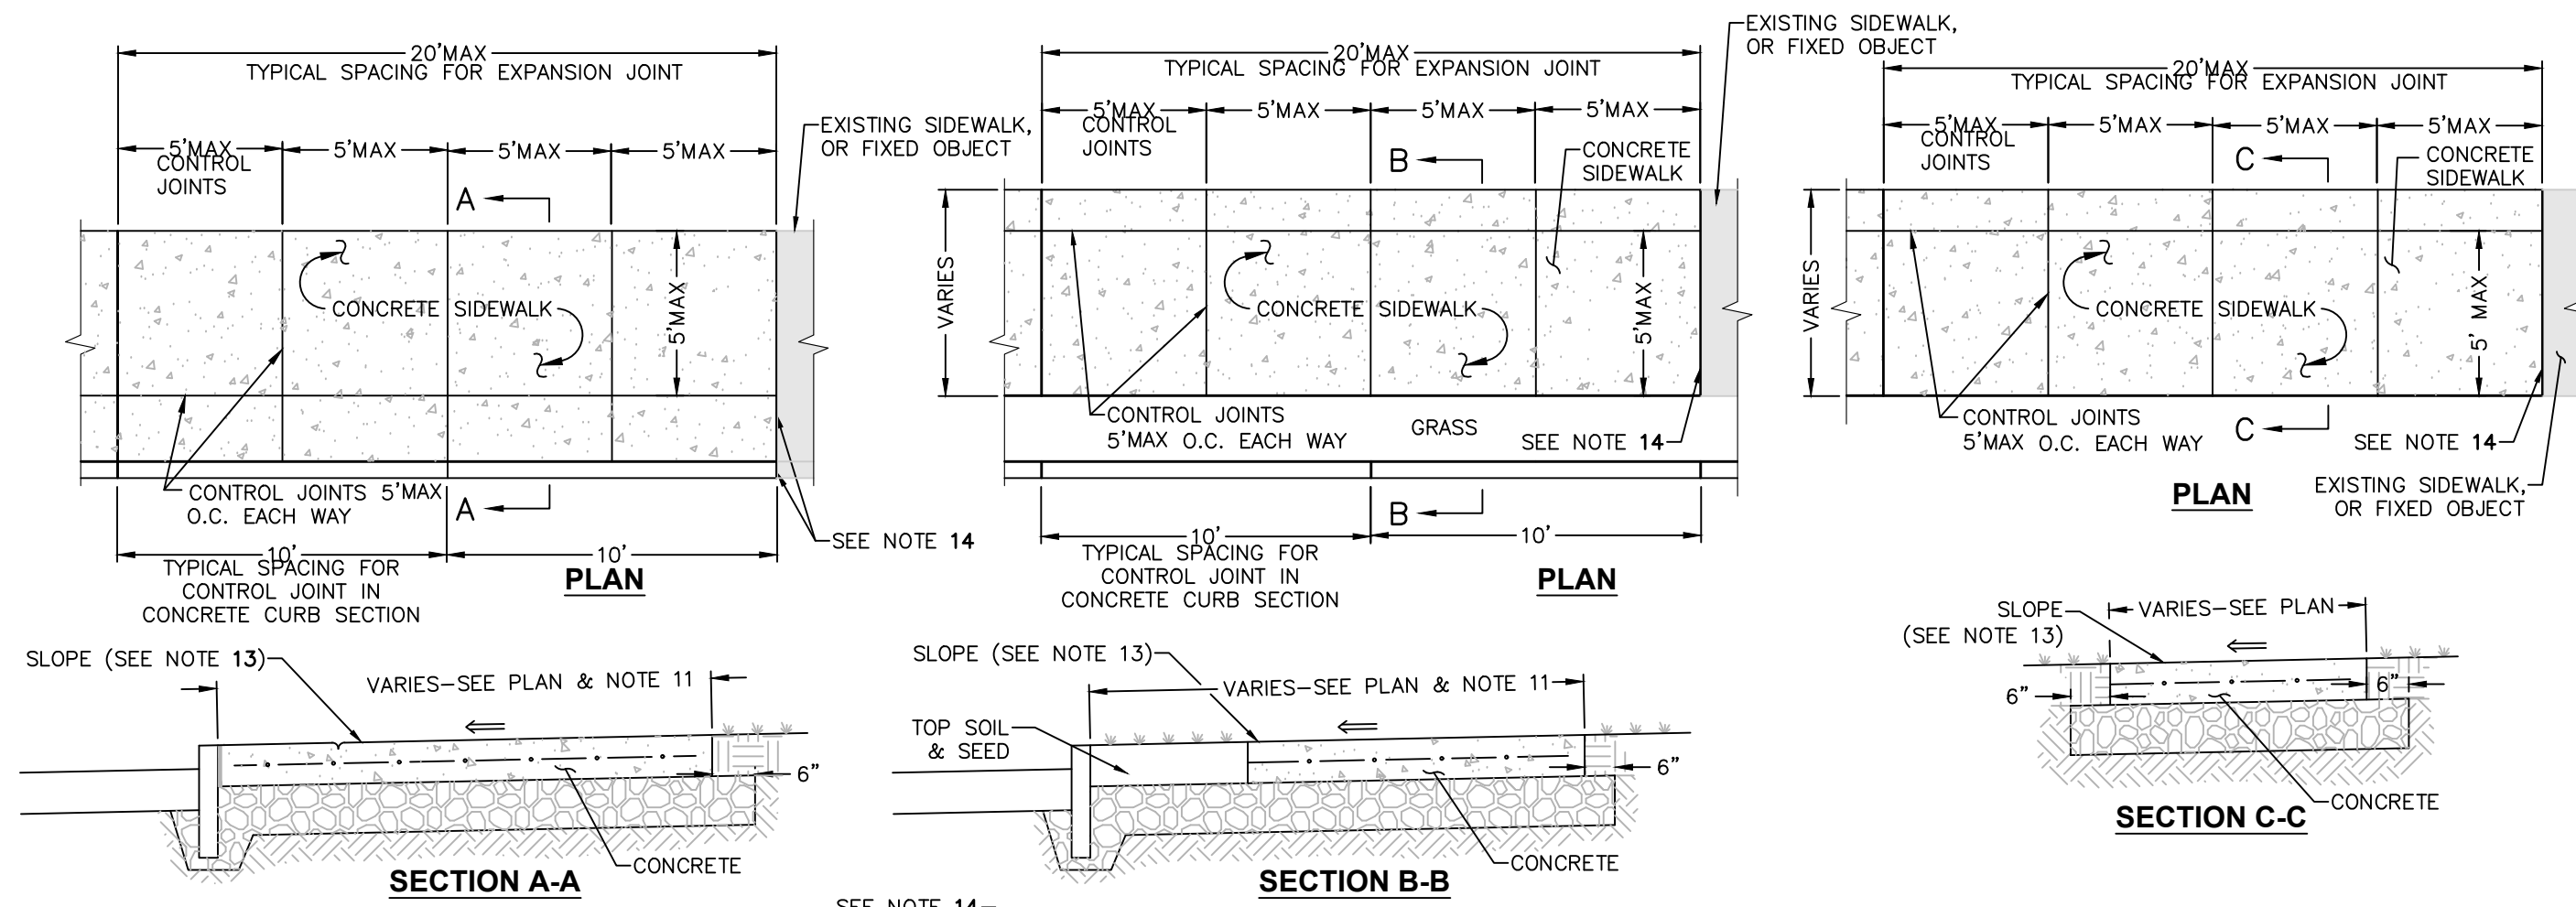 20'MAX
TYPICAL SPACING FOR EXPANSION JOINT
5'MAX
5'MAX
5'MAX
5'MAX
CONTROL
JOINTS
EXISTING SIDEWALK,
OR FIXED OBJECT
A
CONCRETE SIDEWALK
5'MAX
CONTROL JOINTS 5'MAX
O.C. EACH WAY
A
SEE NOTE 14
10'
10'
TYPICAL SPACING FOR
CONTROL JOINT IN
CONCRETE CURB SECTION
PLAN
EXISTING SIDEWALK,
OR FIXED OBJECT
20'MAX
TYPICAL SPACING FOR EXPANSION JOINT
5'MAX
5'MAX
5'MAX
5'MAX
CONTROL
JOINTS
B
CONCRETE
SIDEWALK
VARIES
CONCRETE SIDEWALK
5'MAX
CONTROL JOINTS
5'MAX O.C. EACH WAY
GRASS
SEE NOTE 14
B
10'
10'
TYPICAL SPACING FOR
CONTROL JOINT IN
CONCRETE CURB SECTION
PLAN
20'MAX
TYPICAL SPACING FOR EXPANSION JOINT
5'MAX
5'MAX
5'MAX
5'MAX
CONTROL
JOINTS
C
CONCRETE
SIDEWALK
VARIES
CONCRETE SIDEWALK
5' MAX
CONTROL JOINTS
5'MAX O.C. EACH WAY
C
SEE NOTE 14
PLAN
EXISTING SIDEWALK,
OR FIXED OBJECT
SLOPE (SEE NOTE 13)
VARIES-SEE PLAN & NOTE 11
6"
CONCRETE
SECTION A-A
SLOPE (SEE NOTE 13)
VARIES-SEE PLAN & NOTE 11
TOP SOIL
& SEED
6"
CONCRETE
SECTION B-B
SLOPE
(SEE NOTE 13)
VARIES-SEE PLAN
6"
6"
CONCRETE
SECTION C-C
SEE NOTE 14